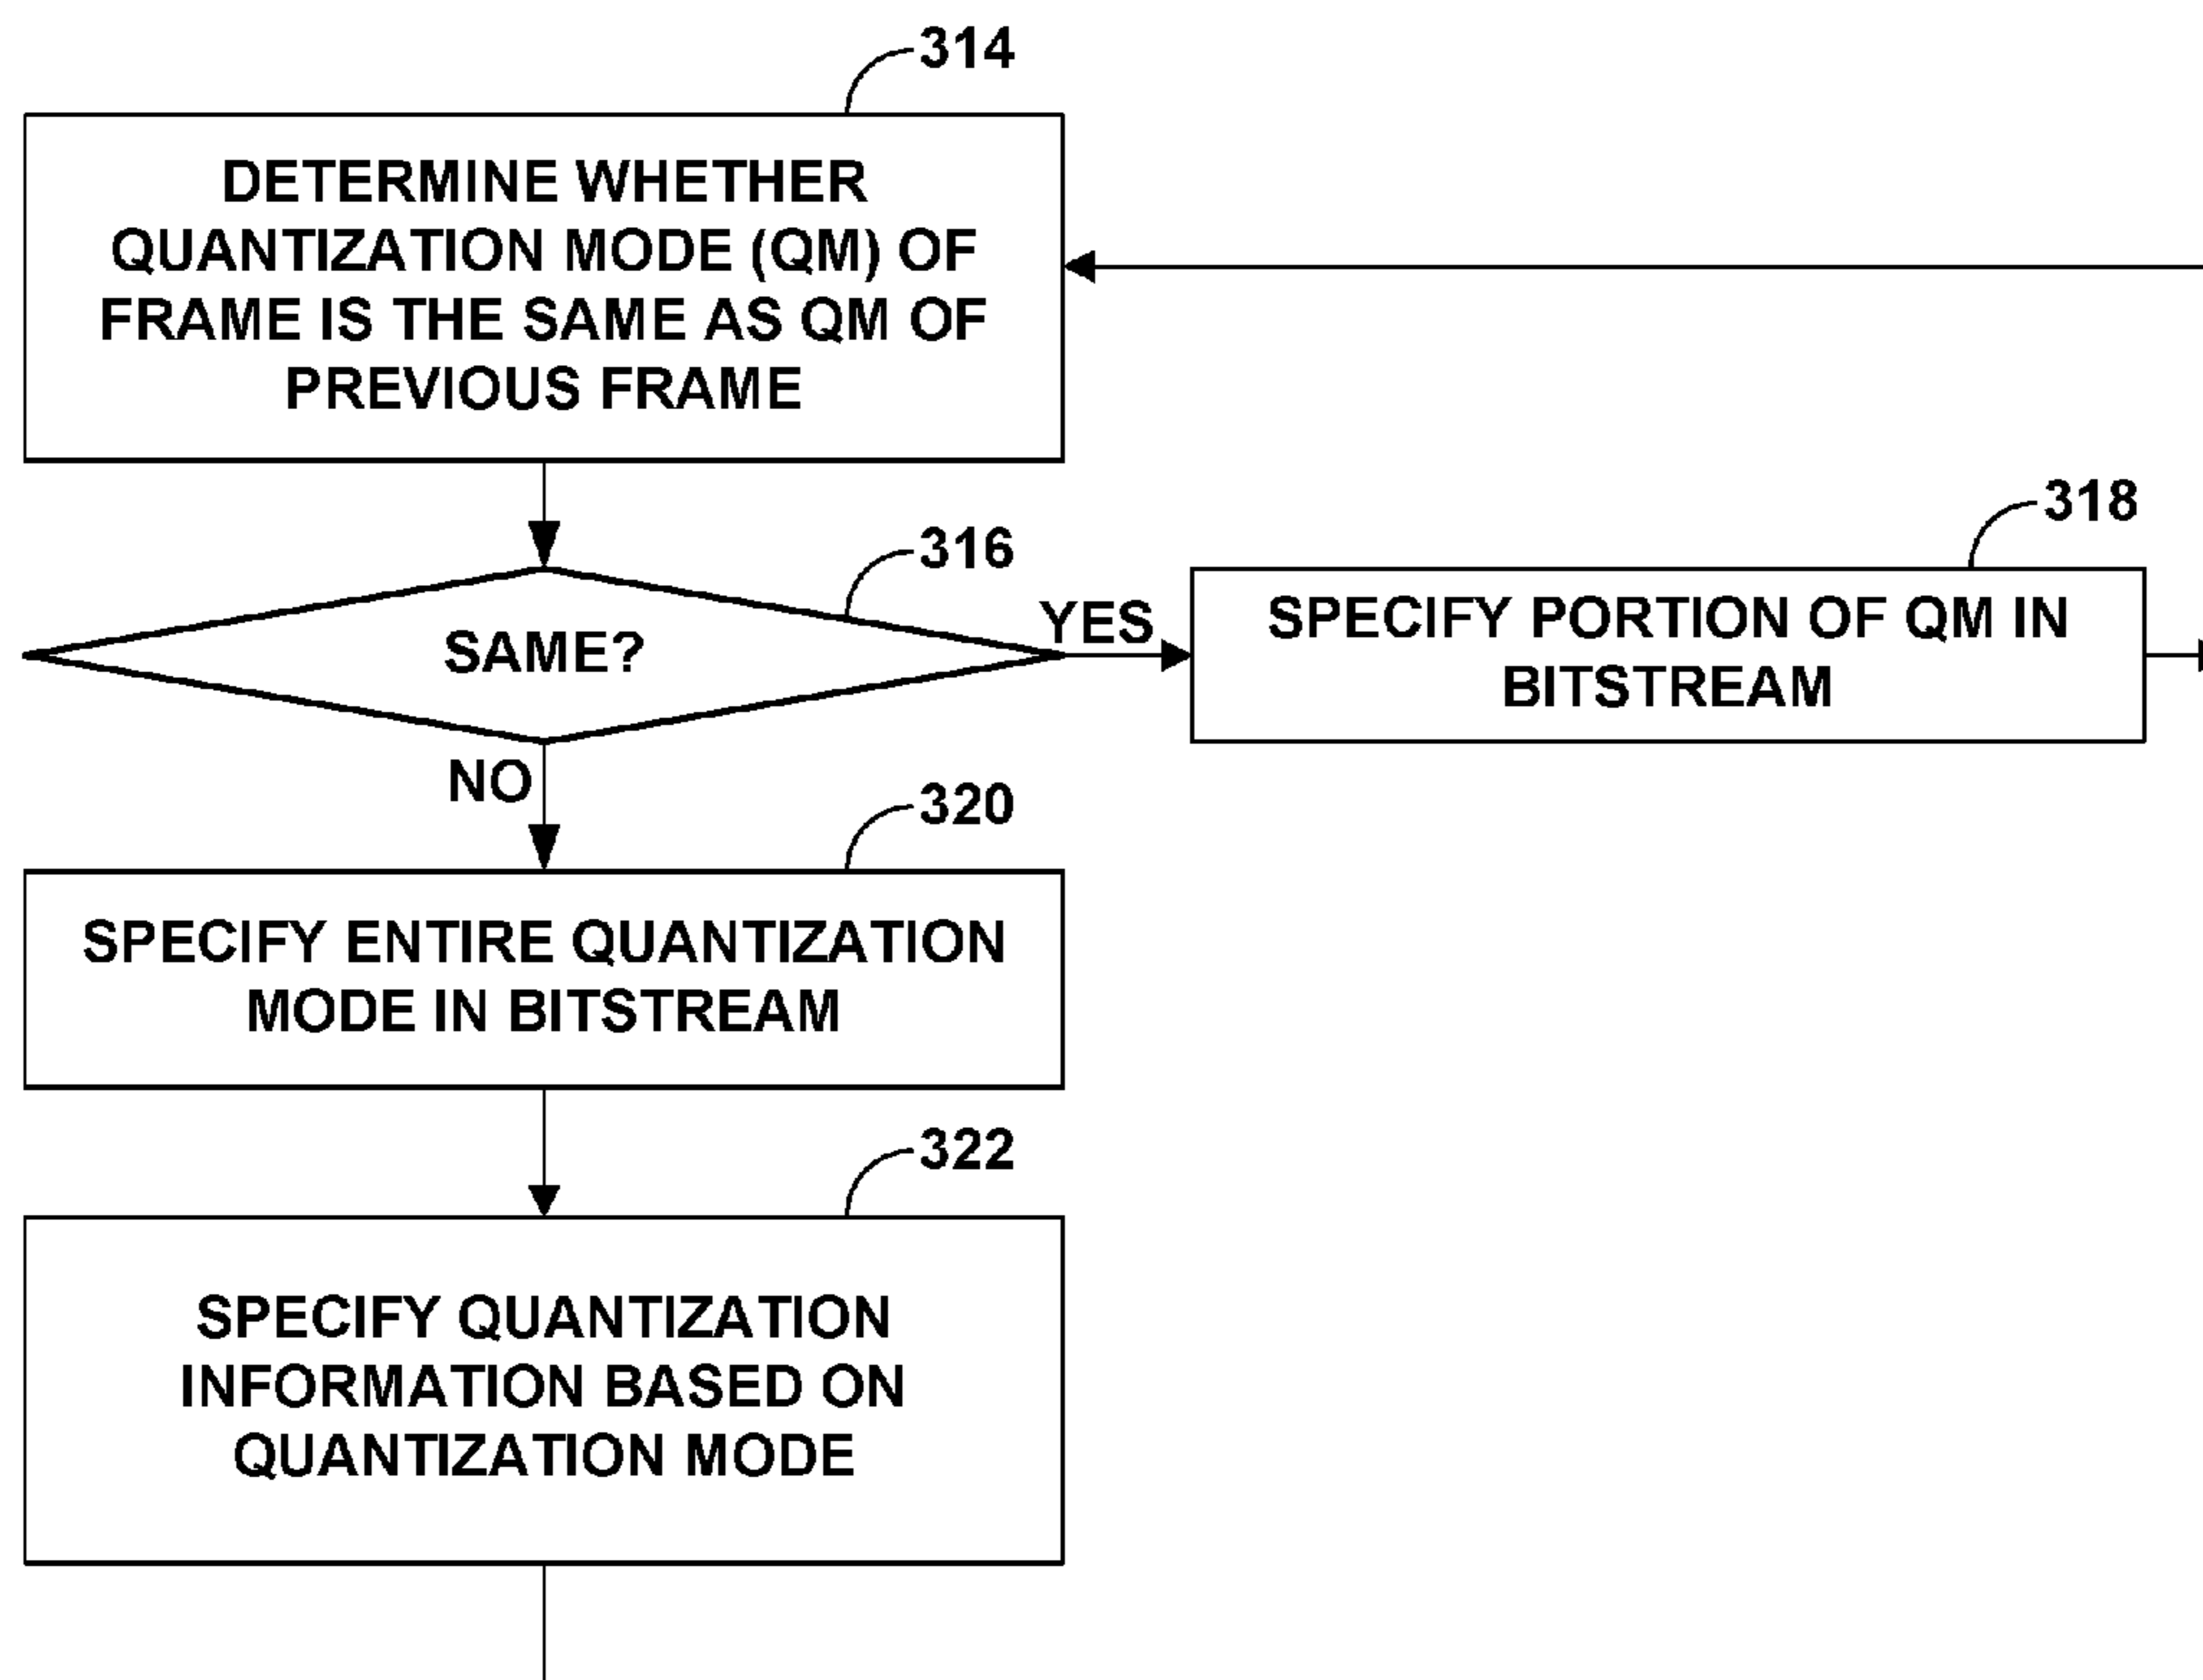 314
DETERMINE WHETHER
QUANTIZATION MODE (QM) OF
FRAME IS THE SAME AS QM OF
PREVIOUS FRAME
316
SAME?
YES
318
SPECIFY PORTION OF QM IN
BITSTREAM
NO
320
SPECIFY ENTIRE QUANTIZATION
MODE IN BITSTREAM
322
SPECIFY QUANTIZATION
INFORMATION BASED ON
QUANTIZATION MODE